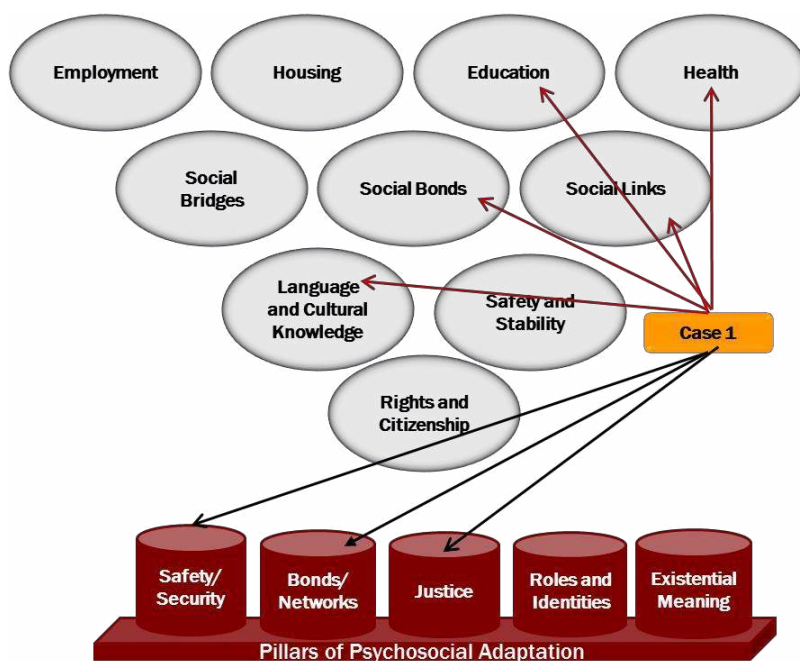 Employment
Housing
Education
Health
Social
Bridges
Social Bonds
Social Links
Language
and Cultural
Knowledge
Safety and
Stability
Case 1
Rights and
Citizenship
Safety/
Security
Bonds/
Networks
Justice
Roles and
Identities
Existential
Meaning
Pillars of Psychosocial Adaptation